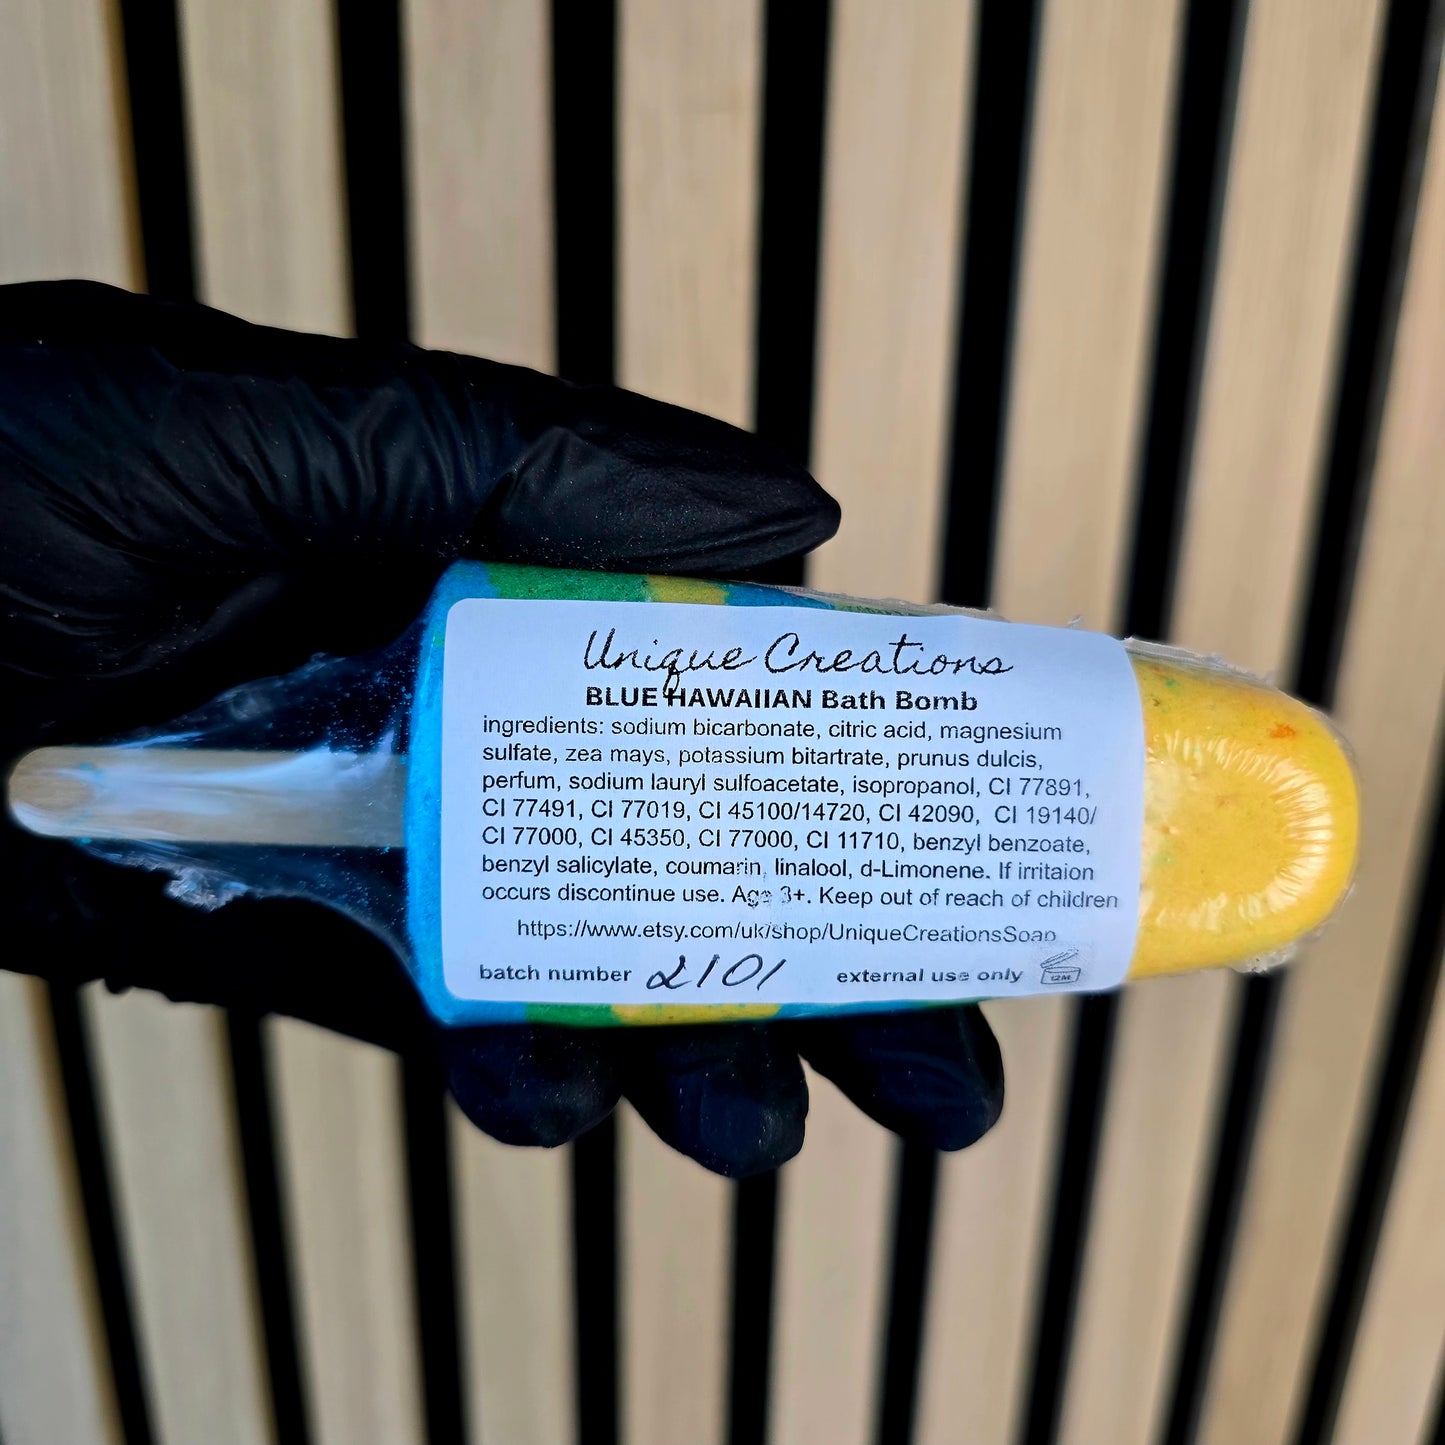 Unique Creations
BLUE HAWAIIAN Bath Bomb
ingredients: sodium bicarbonate, citric acid, magnesium
sulfate, zea mays, potassium bitartrate, prunus dulcis,
perfum, sodium lauryl sulfoacetate, isopropanol, CI 77891,
CI 77491, CI 77019, CI 45100/14720, CI 42090, CI 19140/
CI 77000, CI 45350, CI 77000, CI 11710, benzyl benzoate,
benzyl salicylate, coumarin, linalool, d-Limonene. If irritaion
occurs discontinue use. Age 3+. Keep out of reach of children
https://www.etsy.com/uk/shop/UniqueCreationsSoap
batch number 2101 external use only 12M